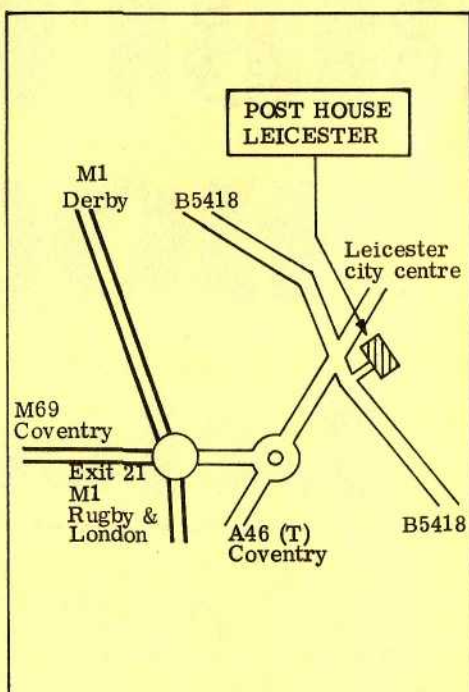 POST HOUSE
LEICESTER
M1
Derby
B5418
Leicester
city centre
M69
Coventry
Exit 21
M1
Rugby &
London
A46 (T)
Coventry
B5418